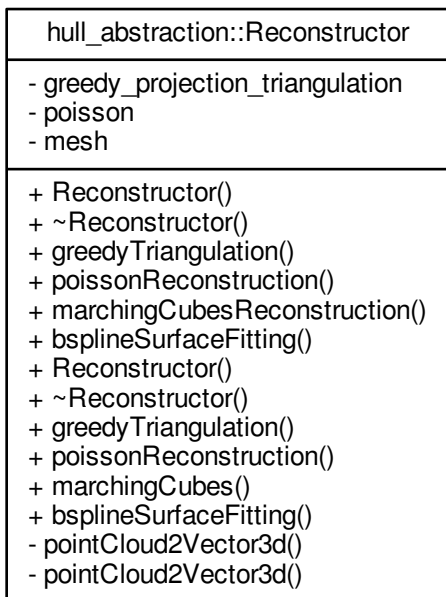 hull_abstraction::Reconstructor
- greedy_projection_triangulation
- poisson
- mesh
+ Reconstructor()
+ ~Reconstructor()
+ greedyTriangulation()
+ poissonReconstruction()
+ marchingCubesReconstruction()
+ bsplineSurfaceFitting()
+ Reconstructor()
+ ~Reconstructor()
+ greedyTriangulation()
+ poissonReconstruction()
+ marchingCubes()
+ bsplineSurfaceFitting()
- pointCloud2Vector3d()
- pointCloud2Vector3d()